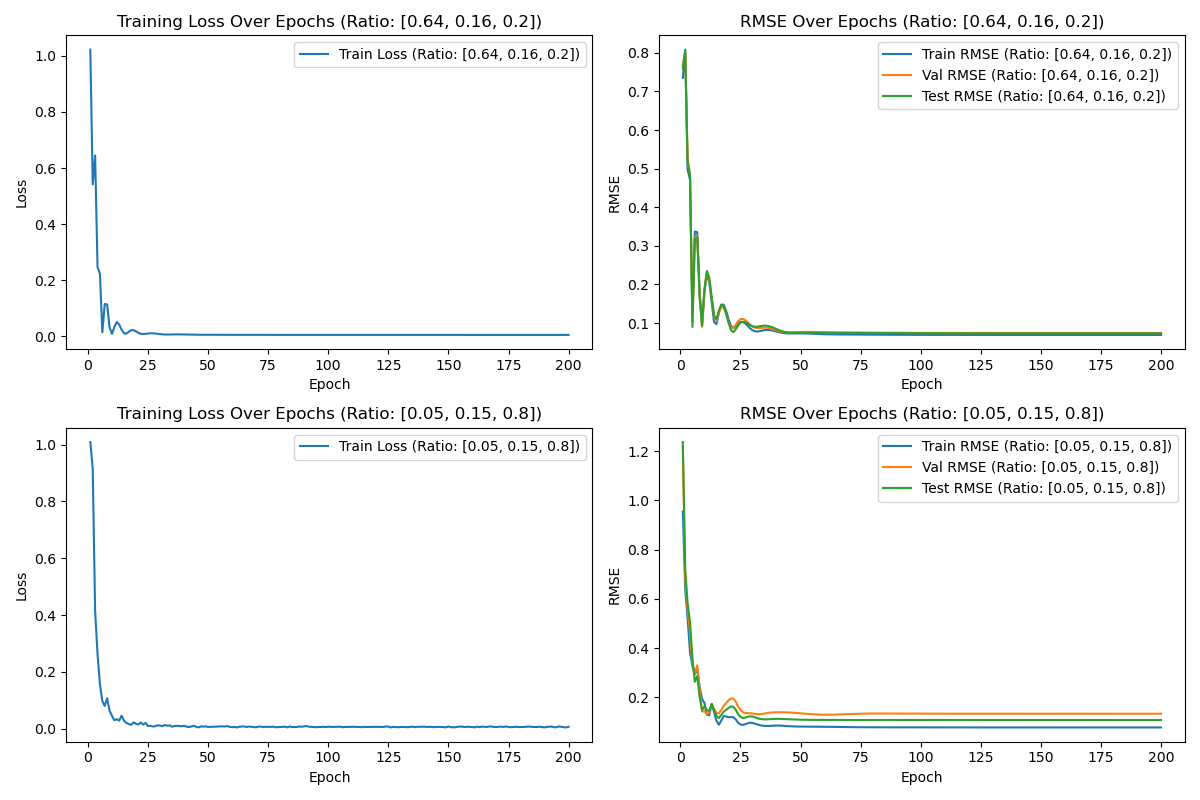 Training Loss Over Epochs (Ratio: [0.64, 0.16, 0.2])
Train Loss (Ratio: [0.64, 0.16, 0.2])
1.0
0.8
0.6
0.4
0.2
0.0
Loss
0 25 50 75 100 125 150 175 200
Epoch
RMSE Over Epochs (Ratio: [0.64, 0.16, 0.2])
Train RMSE (Ratio: [0.64, 0.16, 0.2])
Val RMSE (Ratio: [0.64, 0.16, 0.2])
Test RMSE (Ratio: [0.64, 0.16, 0.2])
0.8
0.7
0.6
0.5
0.4
0.3
0.2
0.1
RMSE
0 25 50 75 100 125 150 175 200
Epoch
Training Loss Over Epochs (Ratio: [0.05, 0.15, 0.8])
Train Loss (Ratio: [0.05, 0.15, 0.8])
1.0
0.8
0.6
0.4
0.2
0.0
Loss
0 25 50 75 100 125 150 175 200
Epoch
RMSE Over Epochs (Ratio: [0.05, 0.15, 0.8])
Train RMSE (Ratio: [0.05, 0.15, 0.8])
Val RMSE (Ratio: [0.05, 0.15, 0.8])
Test RMSE (Ratio: [0.05, 0.15, 0.8])
1.2
1.0
0.8
0.6
0.4
0.2
RMSE
0 25 50 75 100 125 150 175 200
Epoch